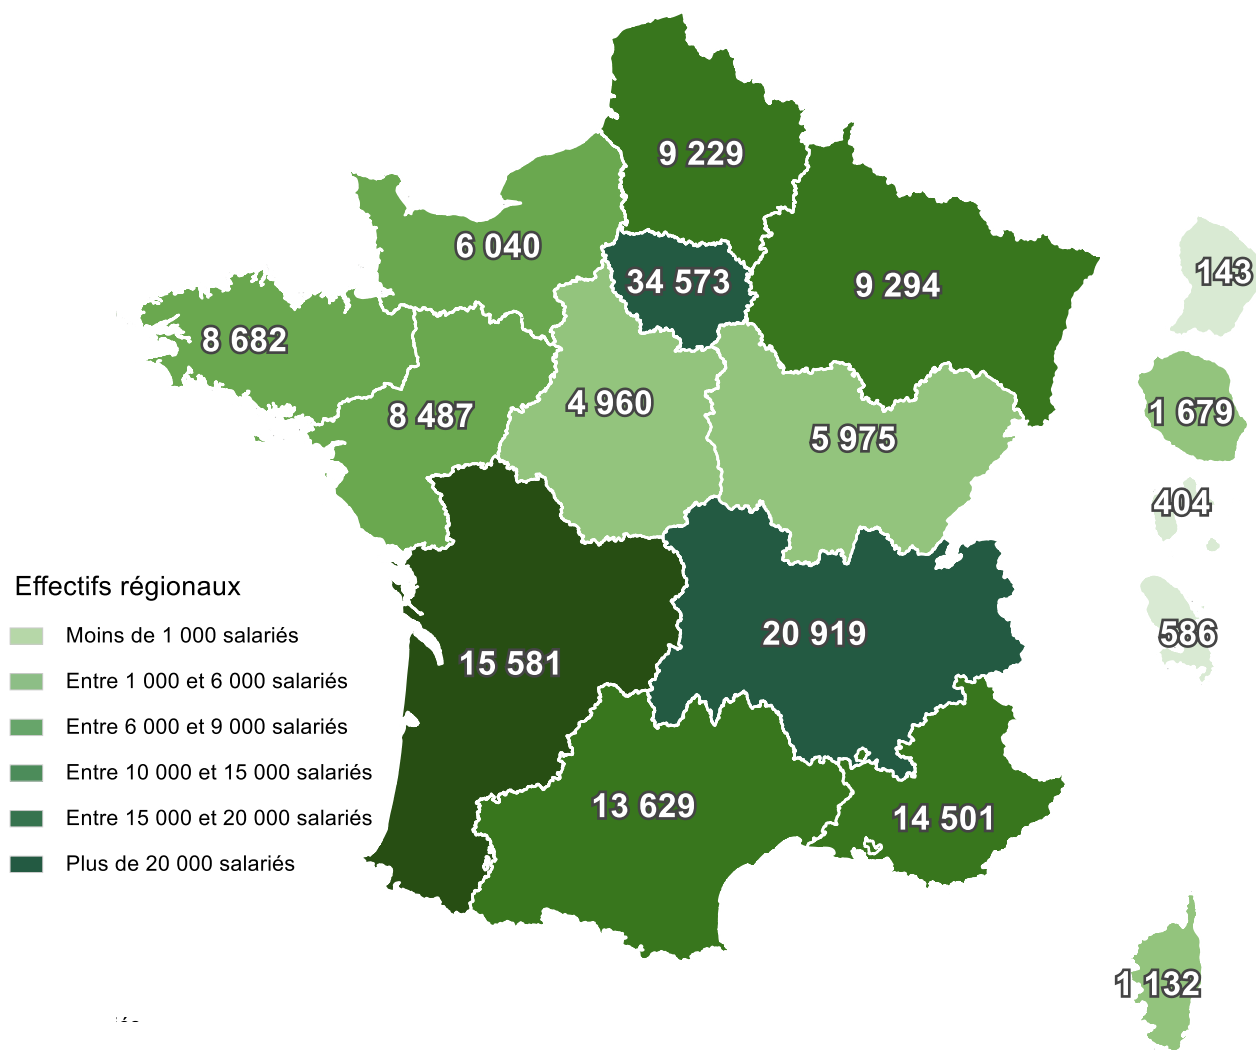 9 229
6 040
34 573
9 294
143
8 682
8 487
4 960
5 975
1 679
404
Effectifs régionaux
Moins de 1 000 salariés
Entre 1 000 et 6 000 salariés
Entre 6 000 et 9 000 salariés
Entre 10 000 et 15 000 salariés
Entre 15 000 et 20 000 salariés
Plus de 20 000 salariés
586
20 919
15 581
13 629
14 501
1 132